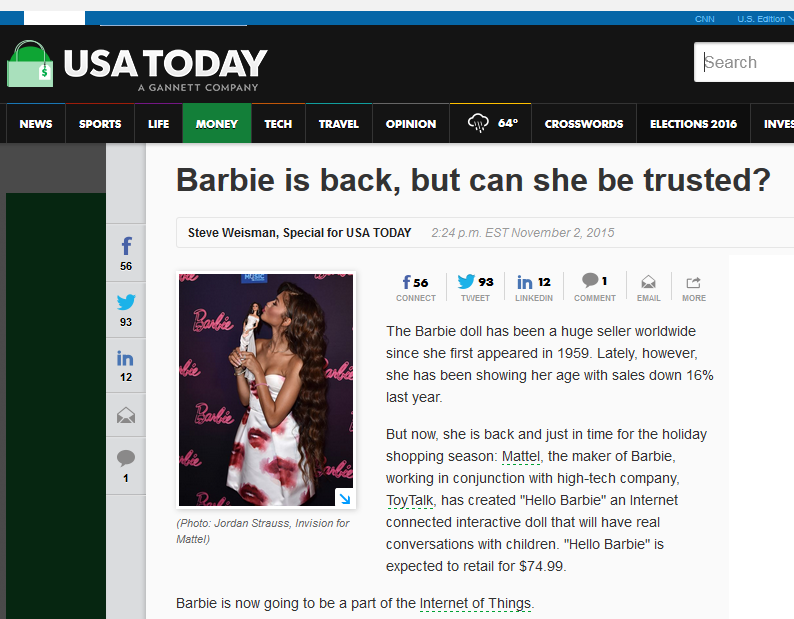 CNN U.S. Edition
USA TODAY
A GANNETT COMPANY
Search
NEWS SPORTS LIFE MONEY TECH TRAVEL OPINION 64° CROSSWORDS ELECTIONS 2016 INVES
Barbie is back, but can she be trusted?
Steve Weisman, Special for USA TODAY 2:24 p.m. EST November 2, 2015
56
93
12
1
MUSIC
Barbie
Barbie
(Photo: Jordan Strauss, Invision for
Mattel)
56 CONNECT
93 TWEET
12 LINKEDIN
1 COMMENT
EMAIL
MORE
The Barbie doll has been a huge seller worldwide
since she first appeared in 1959. Lately, however,
she has been showing her age with sales down 16%
last year.
But now, she is back and just in time for the holiday
shopping season: Mattel, the maker of Barbie,
working in conjunction with high-tech company,
ToyTalk, has created "Hello Barbie" an Internet
connected interactive doll that will have real
conversations with children. "Hello Barbie" is
expected to retail for $74.99.
Barbie is now going to be a part of the Internet of Things.